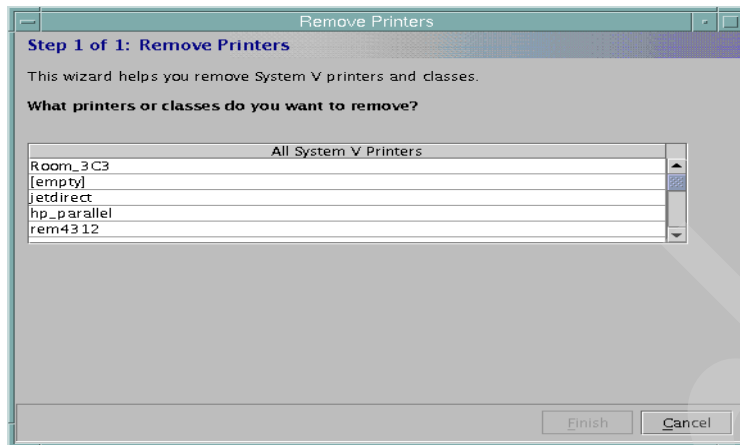 Remove Printers
Step 1 of 1: Remove Printers
This wizard helps you remove System V printers and classes.
What printers or classes do you want to remove?
All System V Printers
Room_3C3
[empty]
jetdirect
hp_parallel
rem4312
Finish Cancel